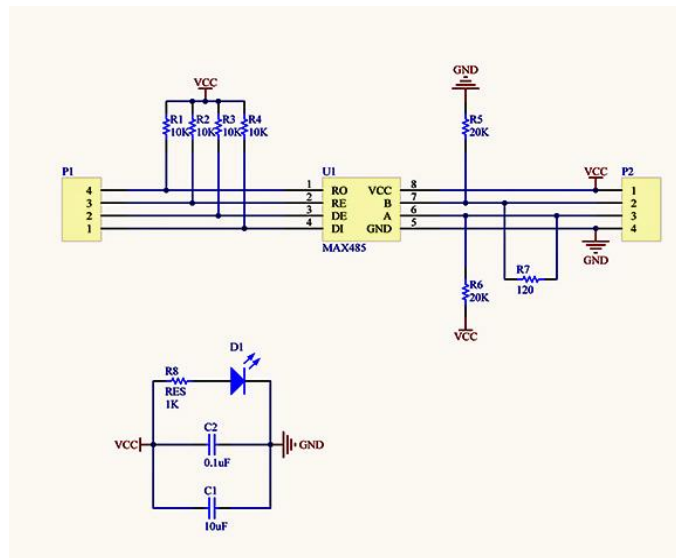 GND
VCC
R1 R2 R3 R4
10K 10K 10K 10K
R5
20K
P1
U1
VCC
P2
4
1 RO VCC 8
1
3
2 RE B 7
2
2
3 DE A 6
3
1
4 DI GND 5
4
MAX485
GND
R7
120
R6
20K
VCC
D1
R8
RES
1K
C2
VCC
GND
0.1uF
C1
10uF